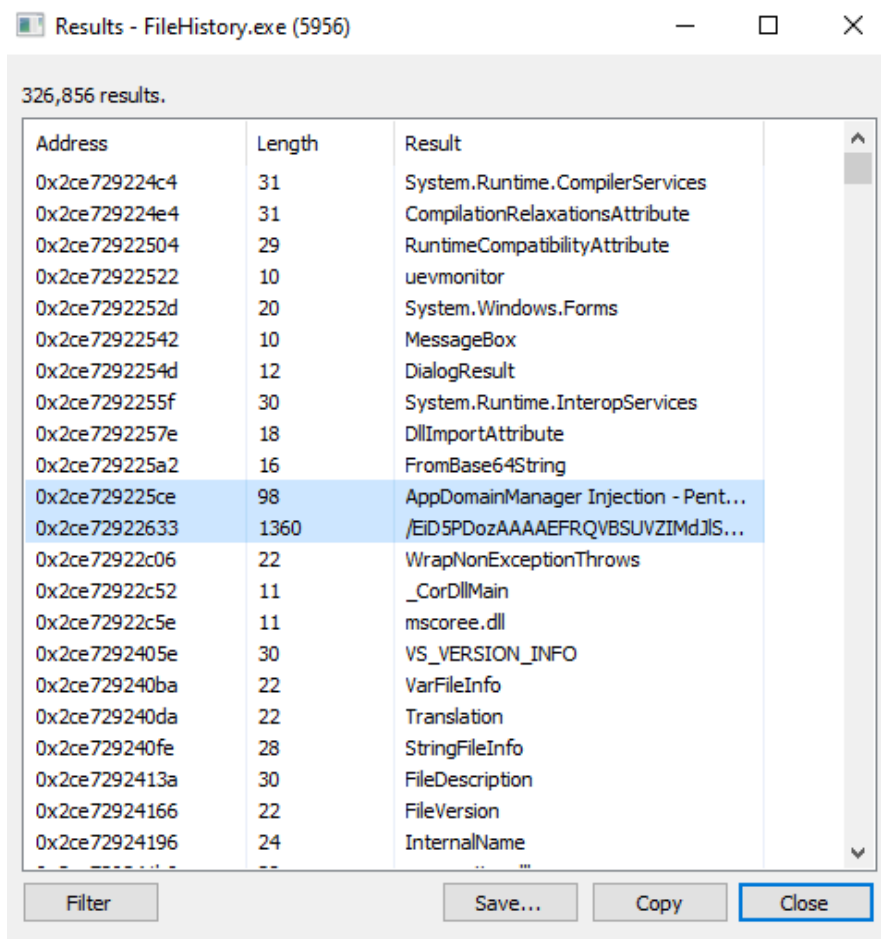 Results - FileHistory.exe (5956)
326,856 results.
Address Length Result
0x2ce729224c4 31 System.Runtime.CompilerServices
0x2ce729224e4 31 CompilationRelaxationsAttribute
0x2ce72922504 29 RuntimeCompatibilityAttribute
0x2ce72922522 10 uevmonitor
0x2ce7292252d 20 System.Windows.Forms
0x2ce72922542 10 MessageBox
0x2ce7292254d 12 DialogResult
0x2ce7292255f 30 System.Runtime.InteropServices
0x2ce7292257e 18 DllImportAttribute
0x2ce729225a2 16 FromBase64String
0x2ce729225ce 98 AppDomainManager Injection - Pent...
0x2ce72922633 1360 /EiD5PDozAAAAEFRQVBSUVZIMdJlS...
0x2ce72922c06 22 WrapNonExceptionThrows
0x2ce72922c52 11 _CorDllMain
0x2ce72922c5e 11 mscoree.dll
0x2ce7292405e 30 VS_VERSION_INFO
0x2ce729240ba 22 VarFileInfo
0x2ce729240da 22 Translation
0x2ce729240fe 28 StringFileInfo
0x2ce7292413a 30 FileDescription
0x2ce72924166 22 FileVersion
0x2ce72924196 24 InternalName
Filter Save... Copy Close